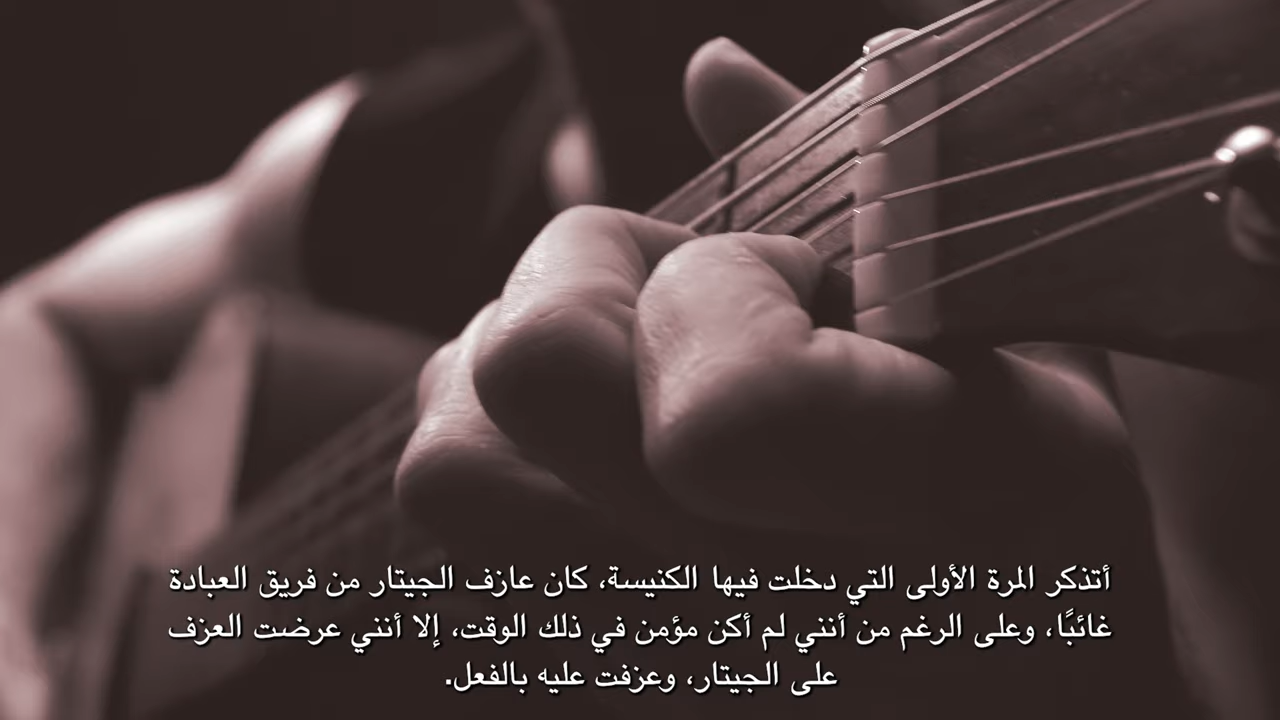 أتذكر المرة الأولى التي دخلت فيها الكنيسة، كان عازف الجيتار من فريق العبادة
غائبًا، وعلى الرغم من أنني لم أكن مؤمن في ذلك الوقت، إلا أنني عرضت العزف
على الجيتار، وعزفت عليه بالفعل.